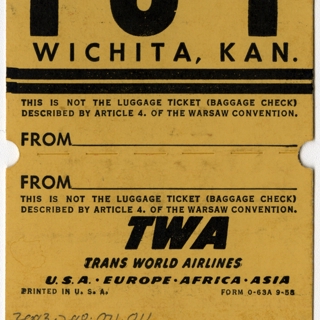 WICHITA, KAN.
THIS IS NOT THE LUGGAGE TICKET (BAGGAGE CHECK)
DESCRIBED BY ARTICLE 4. OF THE WARSAW CONVENTION.
FROM
FROM
THIS IS NOT THE LUGGAGE TICKET (BAGGAGE CHECK)
DESCRIBED BY ARTICLE 4. OF THE WARSAW CONVENTION.
TWA
TRANS WORLD AIRLINES
U.S.A. · EUROPE · AFRICA · ASIA
PRINTED IN U. S. A. FORM O-63A 9-58